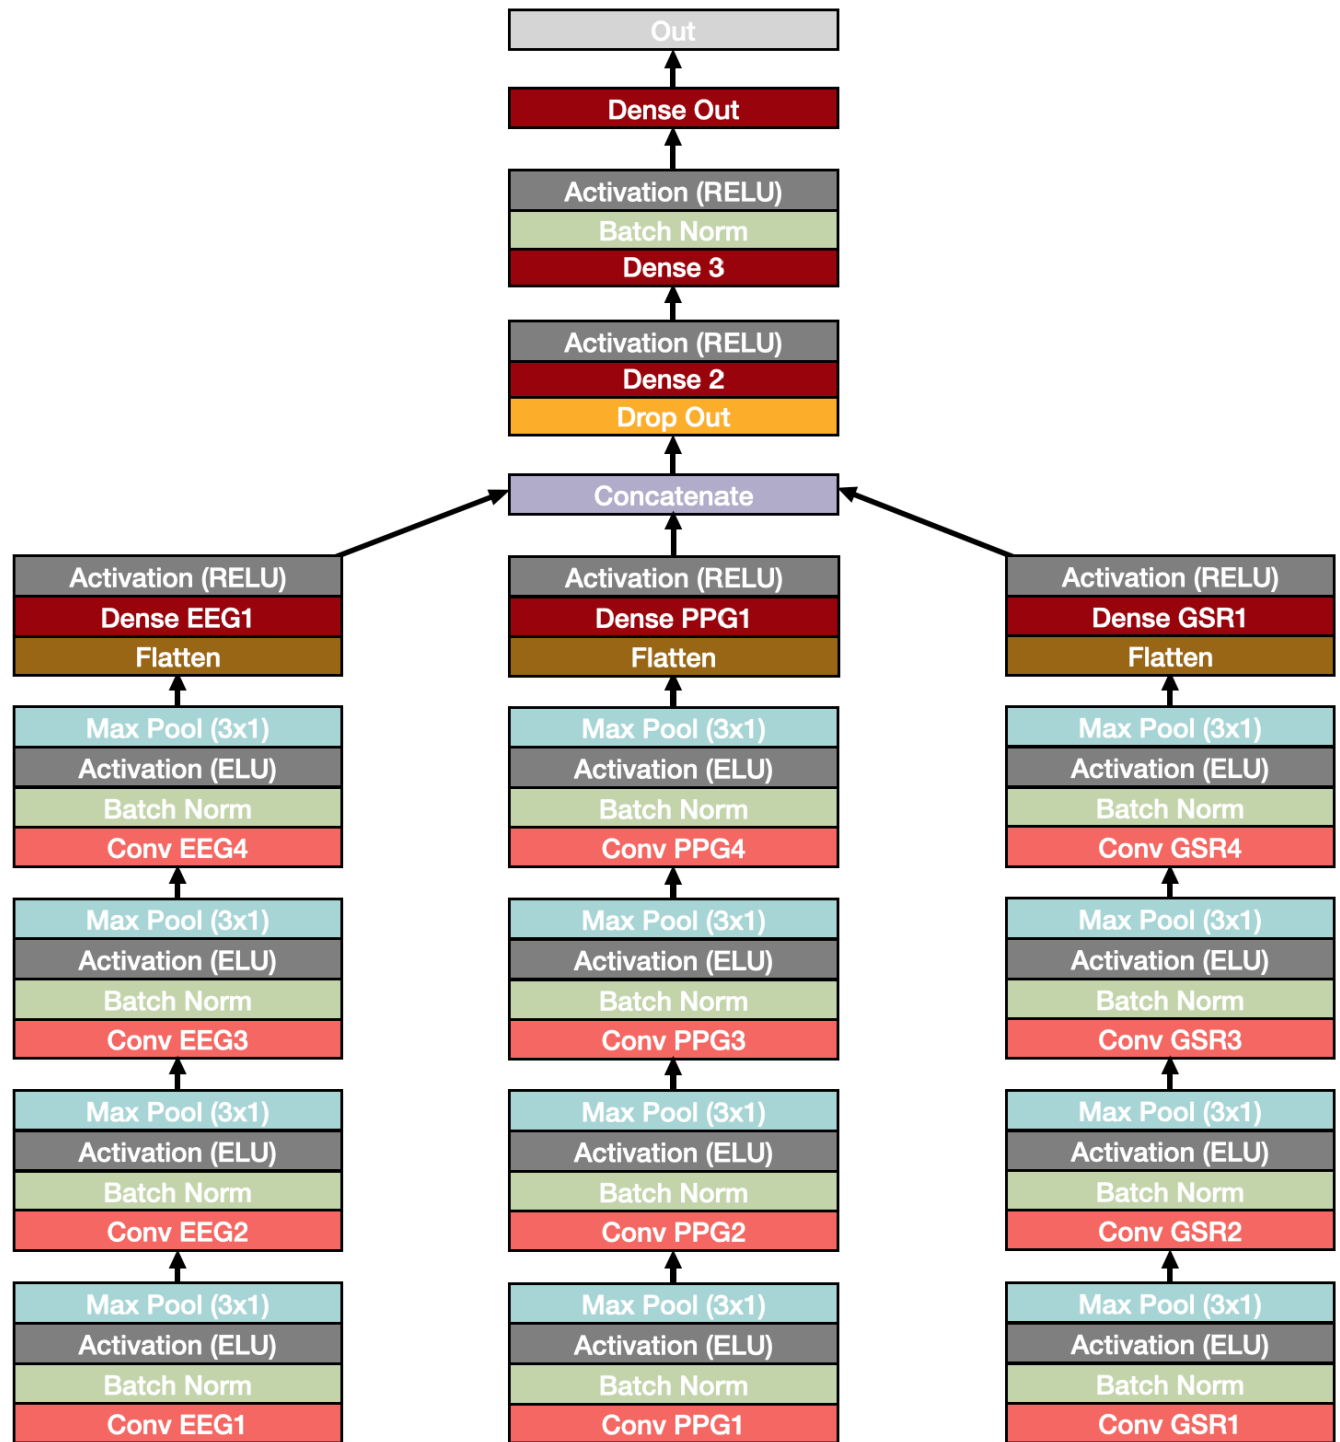 Out
Dense Out
Activation (RELU)
Batch Norm
Dense 3
Activation (RELU)
Dense 2
Drop Out
Concatenate
Activation (RELU)
Dense EEG1
Flatten
Max Pool (3x1)
Activation (ELU)
Batch Norm
Conv EEG4
Max Pool (3x1)
Activation (ELU)
Batch Norm
Conv EEG3
Max Pool (3x1)
Activation (ELU)
Batch Norm
Conv EEG2
Max Pool (3x1)
Activation (ELU)
Batch Norm
Conv EEG1
Activation (RELU)
Dense PPG1
Flatten
Max Pool (3x1)
Activation (ELU)
Batch Norm
Conv PPG4
Max Pool (3x1)
Activation (ELU)
Batch Norm
Conv PPG3
Max Pool (3x1)
Activation (ELU)
Batch Norm
Conv PPG2
Max Pool (3x1)
Activation (ELU)
Batch Norm
Conv PPG1
Activation (RELU)
Dense GSR1
Flatten
Max Pool (3x1)
Activation (ELU)
Batch Norm
Conv GSR4
Max Pool (3x1)
Activation (ELU)
Batch Norm
Conv GSR3
Max Pool (3x1)
Activation (ELU)
Batch Norm
Conv GSR2
Max Pool (3x1)
Activation (ELU)
Batch Norm
Conv GSR1